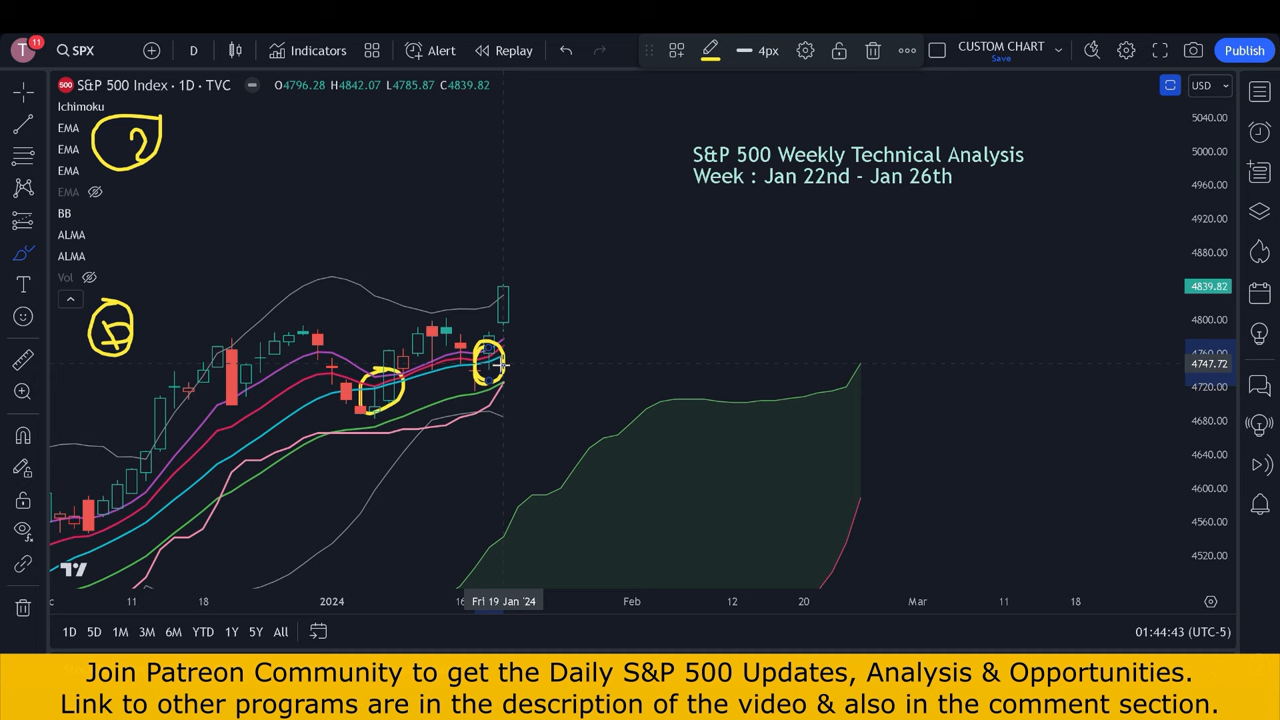 T 11 SPX D Indicators Alert Replay 4px CUSTOM CHART Save Publish
500 S&P 500 Index · 1D · TVC O4796.28 H4842.07 L4785.87 C4839.82 USD
Ichimoku
EMA
EMA
EMA
EMA
BB
ALMA
ALMA
Vol
S&P 500 Weekly Technical Analysis
Week : Jan 22nd - Jan 26th
5040.00
5000.00
4960.00
4920.00
4880.00
4839.82
4800.00
4747.72
4720.00
4680.00
4640.00
4600.00
4560.00
4520.00
11 18 2024 Fri 19 Jan '24 Feb 12 20 Mar 11 18
1D 5D 1M 3M 6M YTD 1Y 5Y All 01:44:43 (UTC-5)
Join Patreon Community to get the Daily S&P 500 Updates, Analysis & Opportunities.
Link to other programs are in the description of the video & also in the comment section.